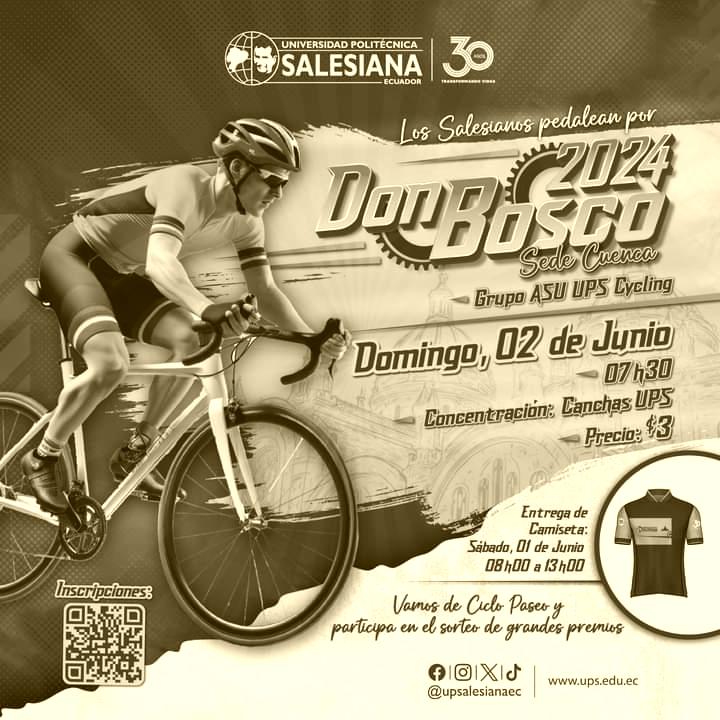 UNIVERSIDAD POLITÉCNICA
SALESIANA
ECUADOR
30 AÑOS
TRANSFORMANDO VIDAS
Los Salesianos pedalean por
Don Bosco 2024
Sede Cuenca
Grupo ASU UPS Cycling
Domingo, 02 de Junio
07h30
Concentración: Canchas UPS
Precio: $3
Entrega de
Camiseta:
Sábado, 01 de Junio
08h00 a 13h00
Inscripciones:
Vamos de Ciclo Paseo y
participa en el sorteo de grandes premios
@upsalesianaec
www.ups.edu.ec